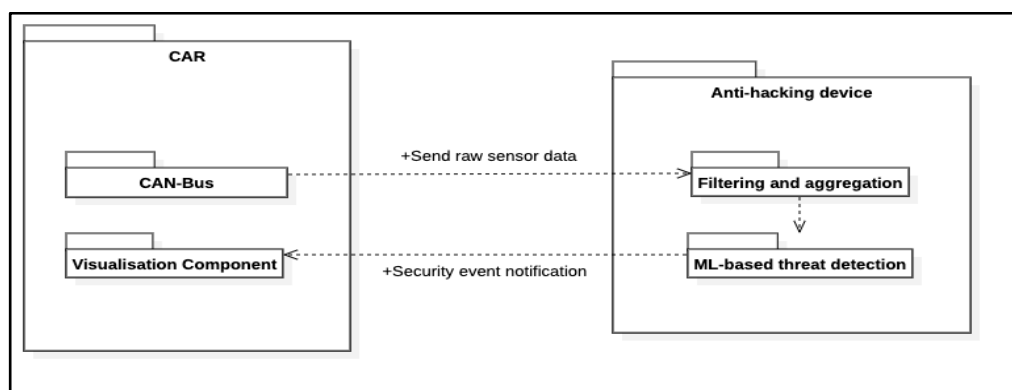 CAR
Anti-hacking device
+Send raw sensor data
CAN-Bus
Filtering and aggregation
Visualisation Component
ML-based threat detection
+Security event notification